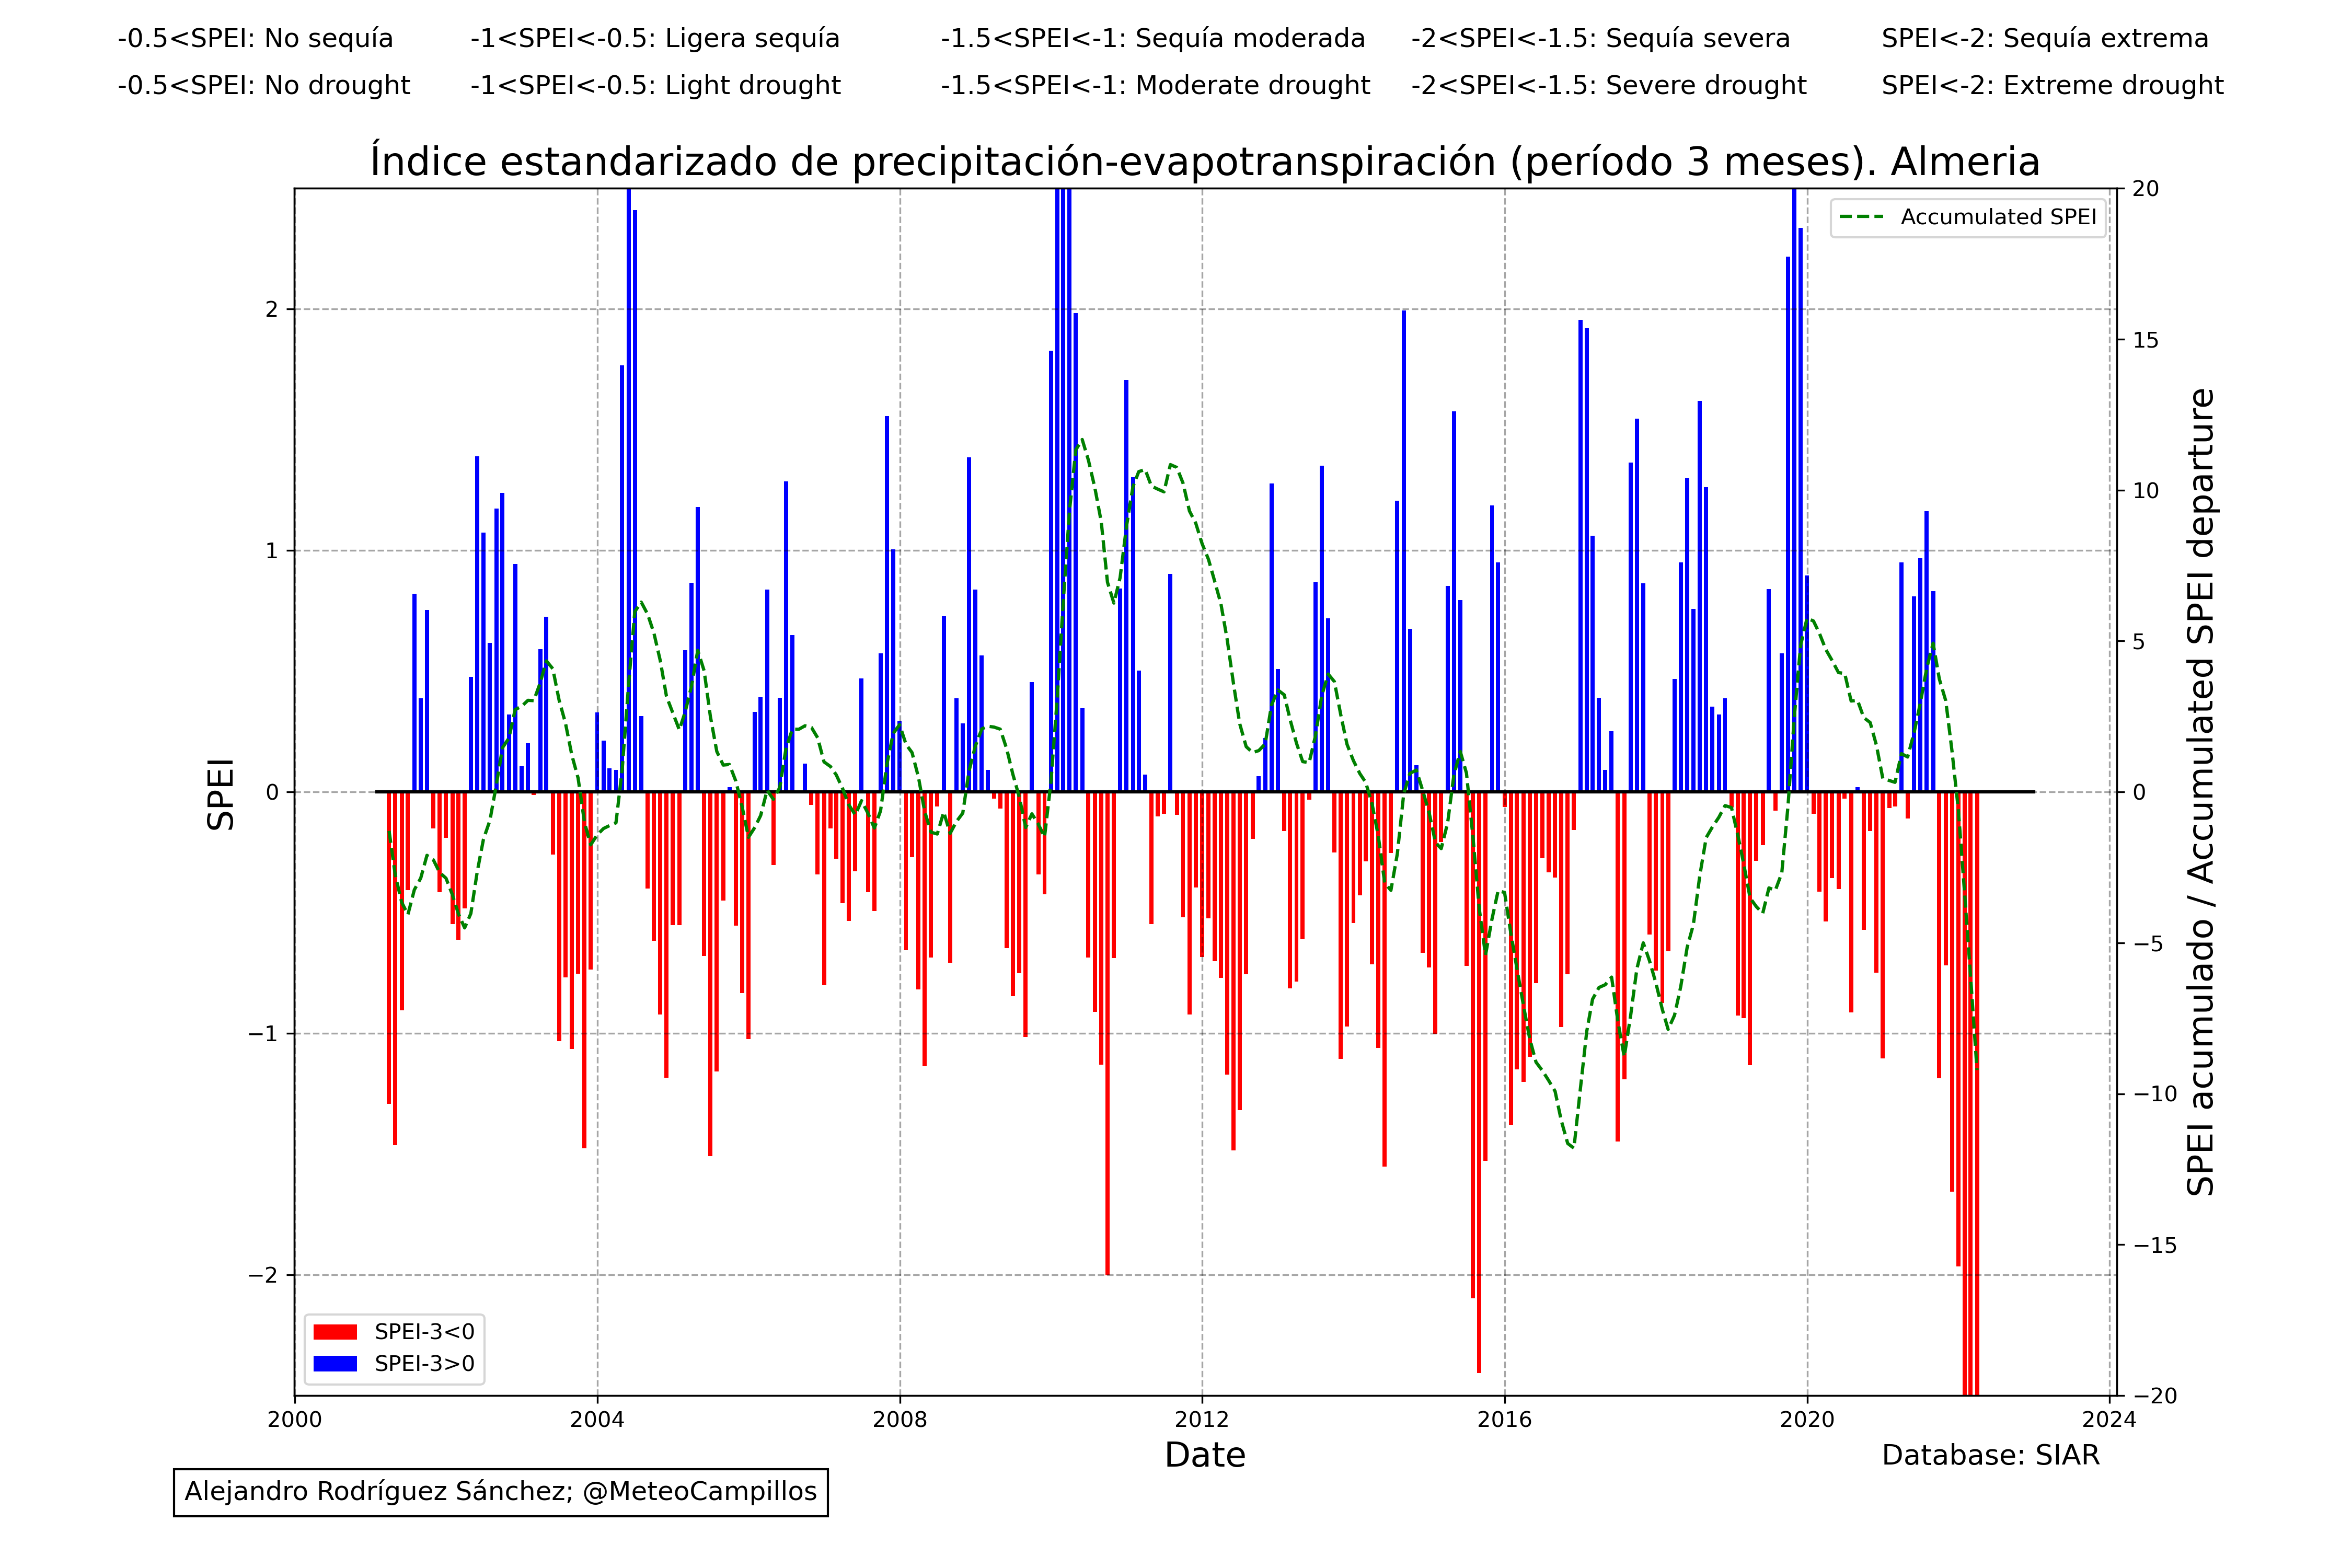 -0.5<SPEI: No sequía -1<SPEI<-0.5: Ligera sequía -1.5<SPEI<-1: Sequía moderada -2<SPEI<-1.5: Sequía severa SPEI<-2: Sequía extrema
-0.5<SPEI: No drought -1<SPEI<-0.5: Light drought -1.5<SPEI<-1: Moderate drought -2<SPEI<-1.5: Severe drought SPEI<-2: Extreme drought
Índice estandarizado de precipitación-evapotranspiración (período 3 meses). Almeria
Accumulated SPEI
SPEI
2
1
0
−1
−2
20
15
10
5
0
−5
−10
−15
−20
SPEI acumulado / Accumulated SPEI departure
SPEI-3<0
SPEI-3>0
2000 2004 2008 2012 2016 2020 2024
Date
Database: SIAR
Alejandro Rodríguez Sánchez; @MeteoCampillos